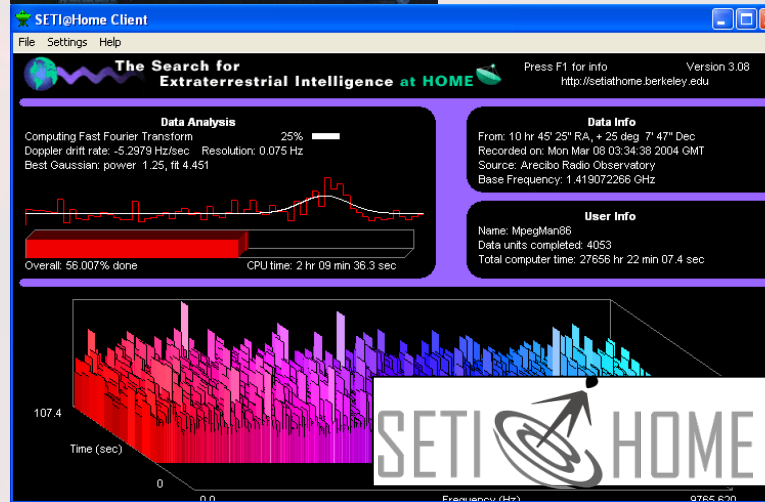 SETI@Home Client
File Settings Help
The Search for
Extraterrestrial Intelligence at HOME
Press F1 for info Version 3.08
http://setiathome.berkeley.edu
Data Analysis
Computing Fast Fourier Transform 25%
Doppler drift rate: -5.2979 Hz/sec Resolution: 0.075 Hz
Best Gaussian: power 1.25, fit 4.451
Overall: 56.007% done CPU time: 2 hr 09 min 36.3 sec
Data Info
From: 10 hr 45' 25" RA, + 25 deg 7' 47" Dec
Recorded on: Mon Mar 08 03:34:38 2004 GMT
Source: Arecibo Radio Observatory
Base Frequency: 1.419072266 GHz
User Info
Name: MpegMan86
Data units completed: 4053
Total computer time: 27656 hr 22 min 07.4 sec
107.4
Time (sec)
0
0.0 Frequency (Hz) 9765.620
SETI HOME